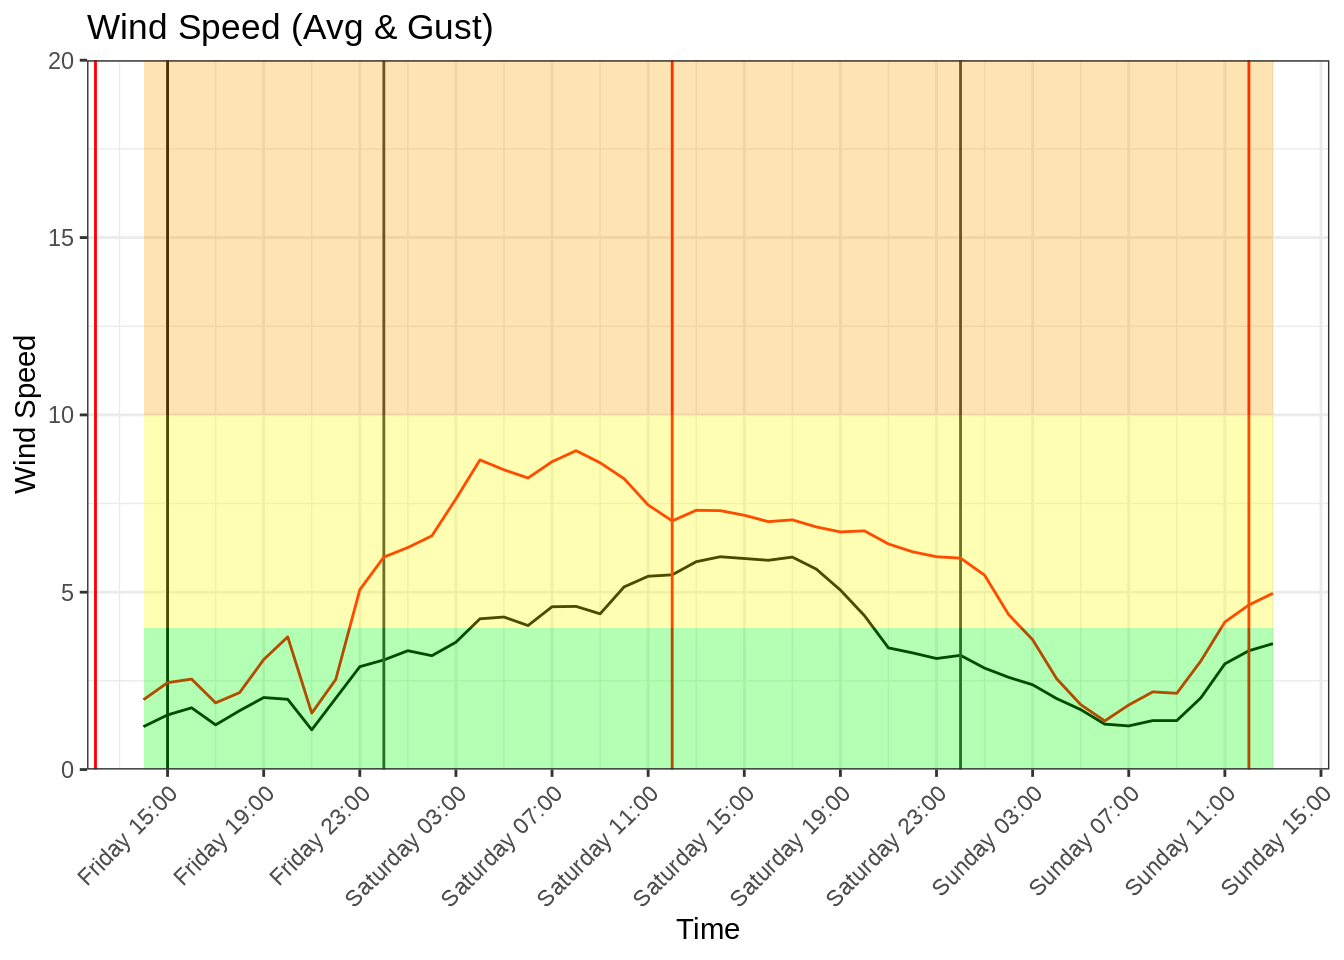 Wind Speed (Avg & Gust)
Wind Speed
20
15
10
5
0
Friday 15:00
Friday 19:00
Friday 23:00
Saturday 03:00
Saturday 07:00
Saturday 11:00
Saturday 15:00
Saturday 19:00
Saturday 23:00
Sunday 03:00
Sunday 07:00
Sunday 11:00
Sunday 15:00
Time